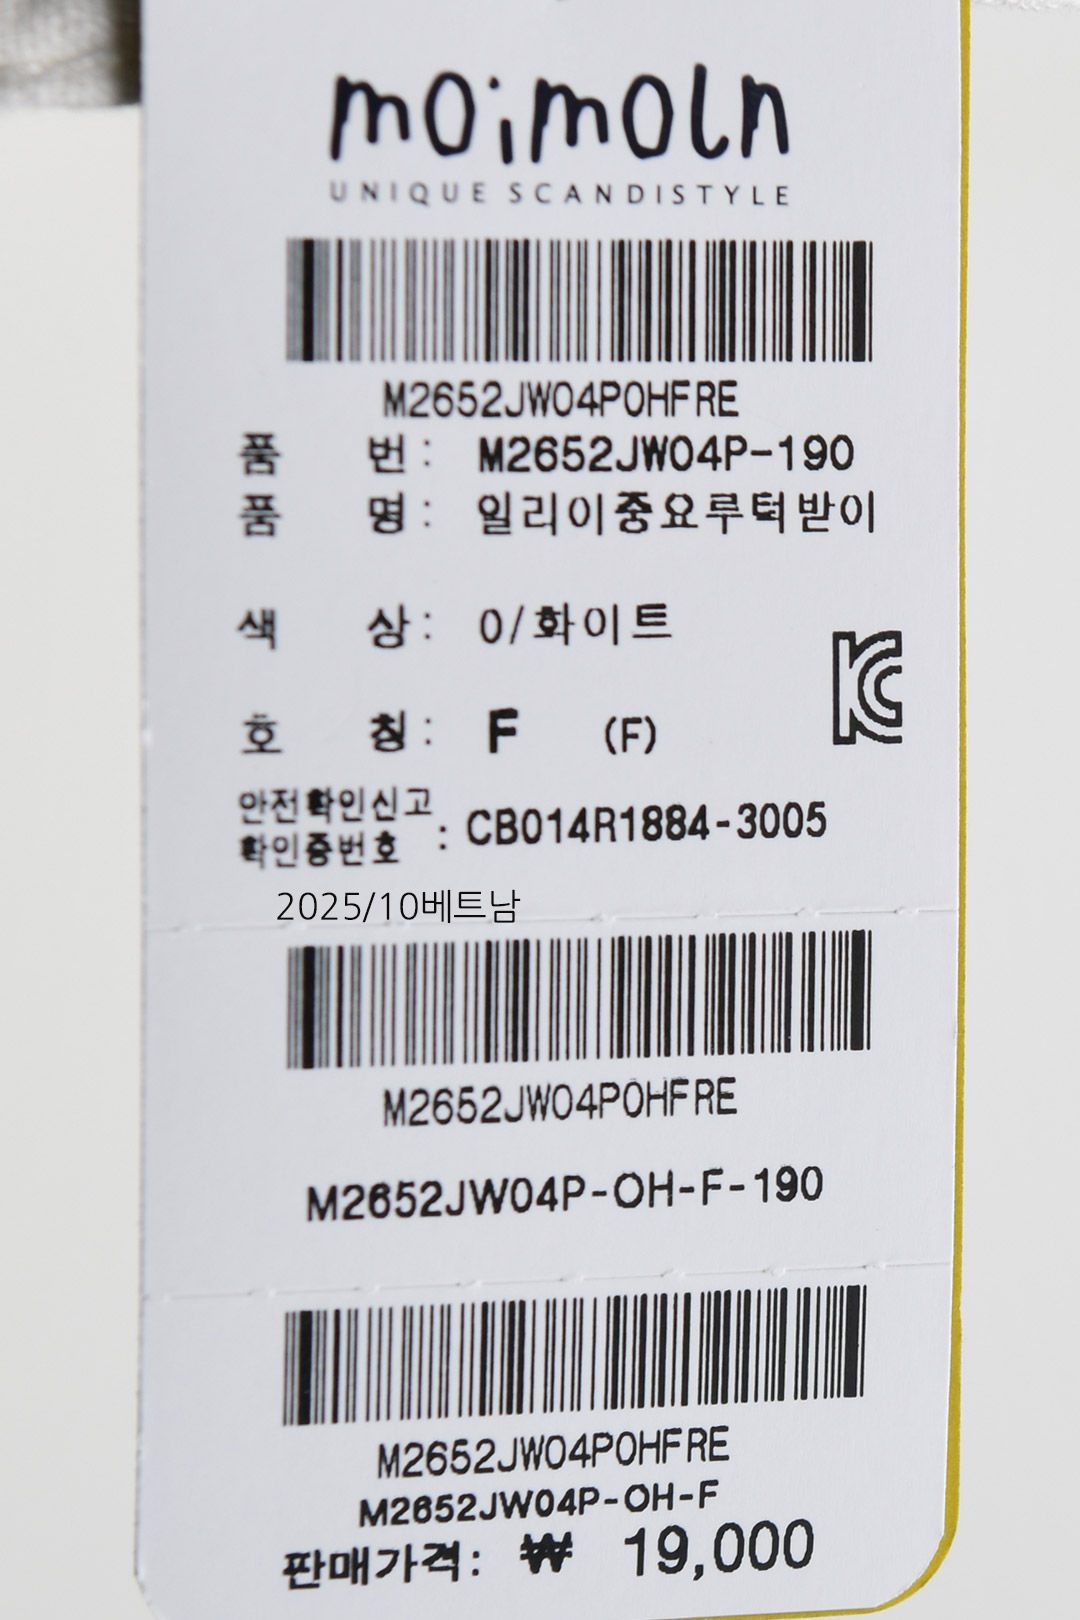 moimoln
UNIQUE SCANDISTYLE
M2652JW04P0HFRE
품 번 : M2652JW04P-190
품 명 : 일리이중요루턱받이
색 상 : 0/화이트
호 칭 : F (F)
안전확인신고
확인증번호 : CB014R1884-3005
2025/10베트남
M2652JW04P0HFRE
M2652JW04P-OH-F-190
M2652JW04P0HFRE
M2652JW04P-OH-F
판매가격: ₩ 19,000